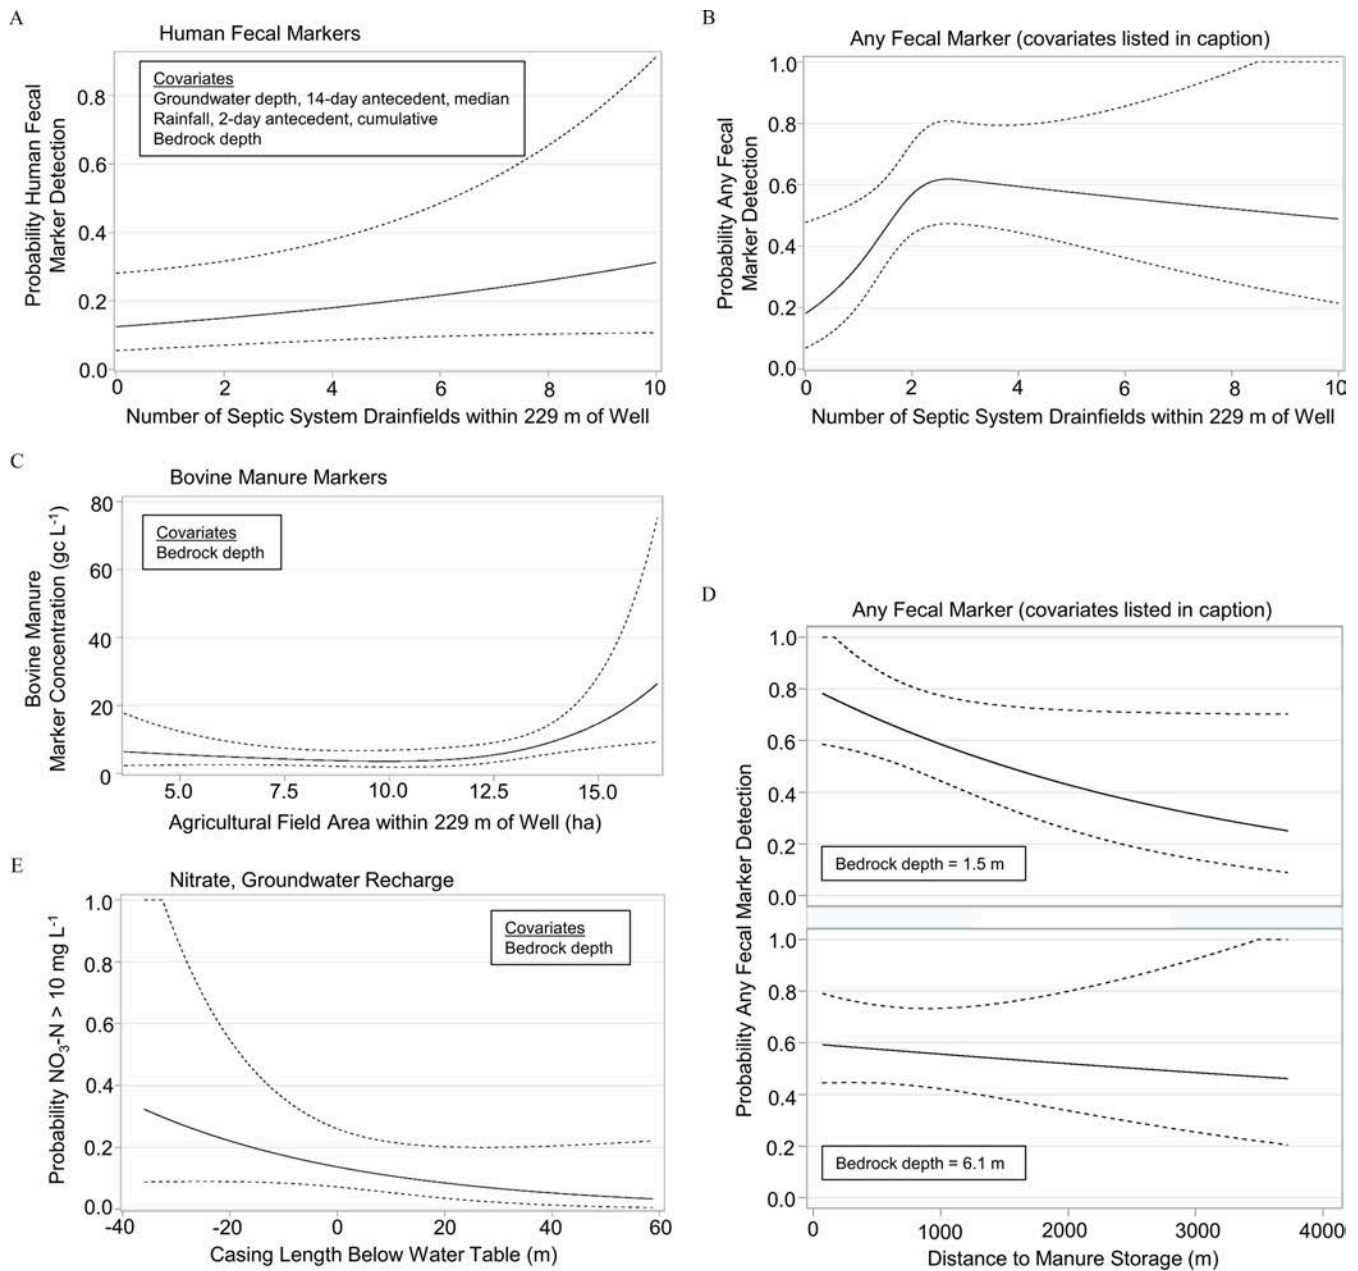 A
Human Fecal Markers
Covariates
Groundwater depth, 14-day antecedent, median
Rainfall, 2-day antecedent, cumulative
Bedrock depth
Probability Human Fecal
Marker Detection
0.8
0.6
0.4
0.2
0.0
0 2 4 6 8 10
Number of Septic System Drainfields within 229 m of Well
B
Any Fecal Marker (covariates listed in caption)
Probability Any Fecal
Marker Detection
1.0
0.8
0.6
0.4
0.2
0.0
0 2 4 6 8 10
Number of Septic System Drainfields within 229 m of Well
C
Bovine Manure Markers
Covariates
Bedrock depth
Bovine Manure
Marker Concentration (gc L⁻¹)
80
60
40
20
0
5.0 7.5 10.0 12.5 15.0
Agricultural Field Area within 229 m of Well (ha)
D
Any Fecal Marker (covariates listed in caption)
Probability Any Fecal Marker Detection
1.0
0.8
0.6
0.4
0.2
0.0
Bedrock depth = 1.5 m
1.0
0.8
0.6
0.4
0.2
0.0
Bedrock depth = 6.1 m
0 1000 2000 3000 4000
Distance to Manure Storage (m)
E
Nitrate, Groundwater Recharge
Covariates
Bedrock depth
Probability NO₃-N > 10 mg L⁻¹
1.0
0.8
0.6
0.4
0.2
0.0
-40 -20 0 20 40 60
Casing Length Below Water Table (m)